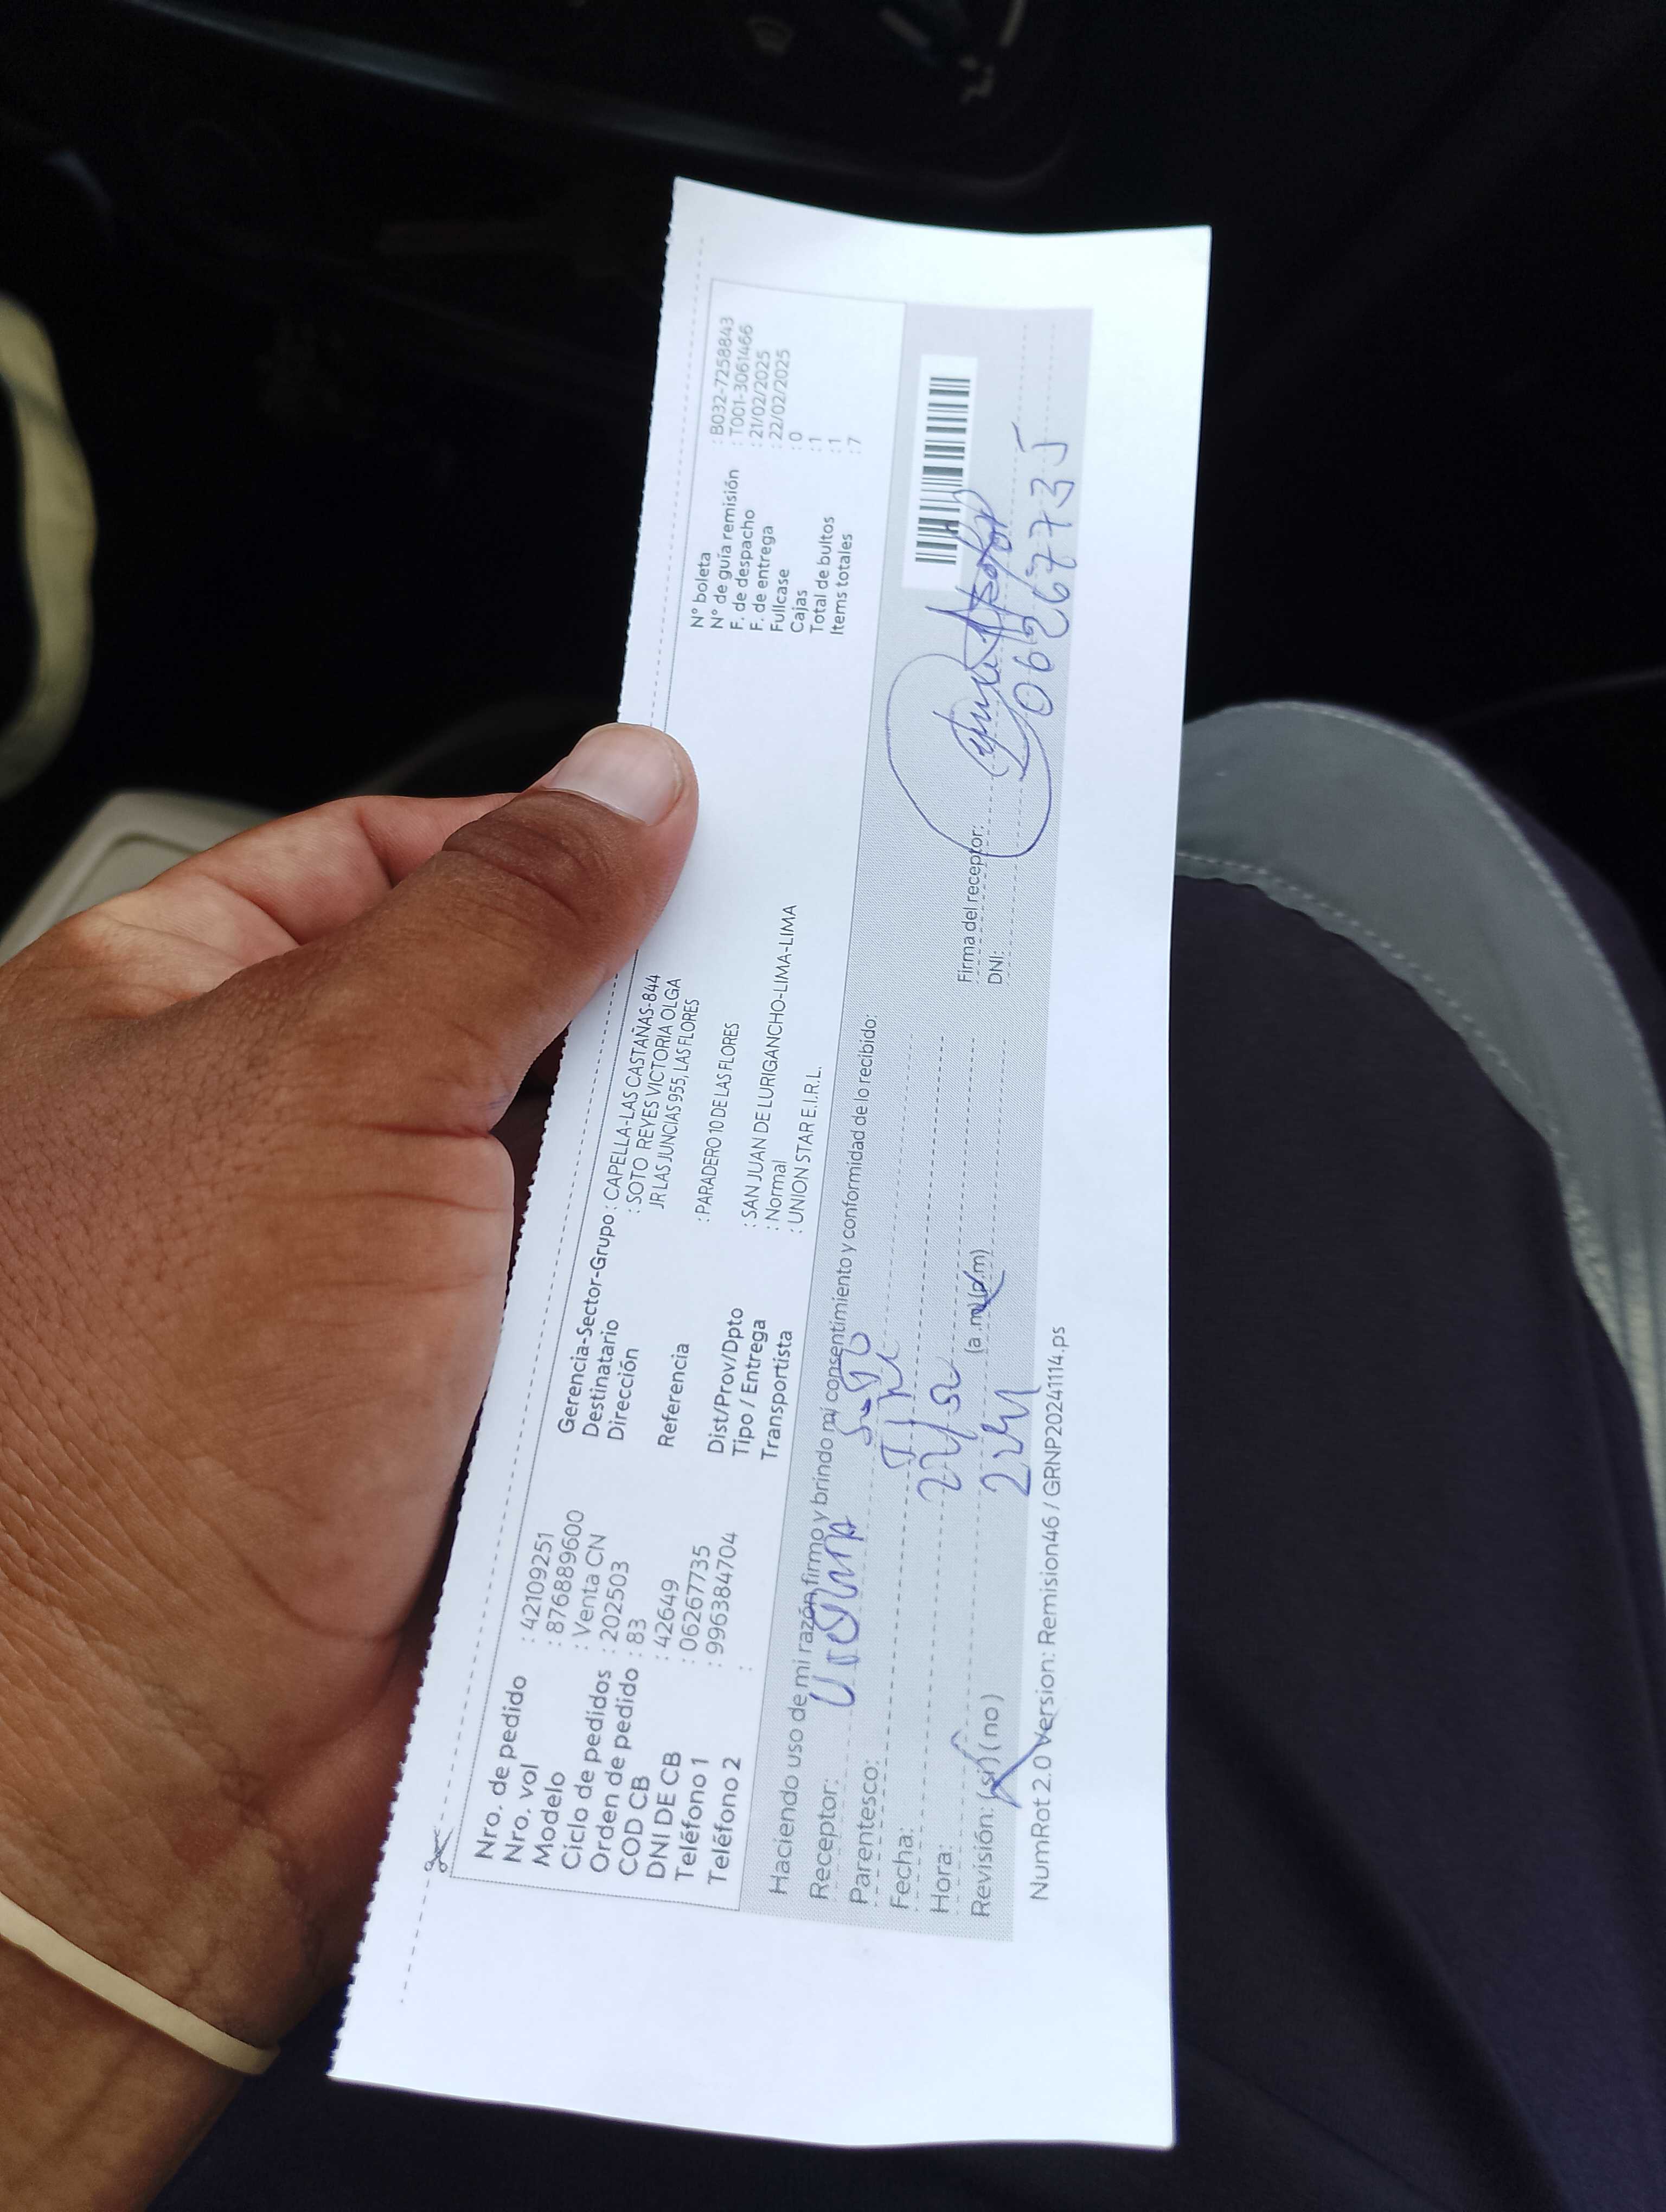 Nro. de pedido : 42109251
Nro. vol : 8768889600
Modelo : Venta CN
Ciclo de pedidos : 202503
Orden de pedido : 83
COD CB : 42649
DNI DE CB : 06267735
Teléfono 1 : 996384704
Teléfono 2 :
Gerencia-Sector-Grupo : CAPELLA-LAS CASTAÑAS-844
Destinatario : SOTO REYES VICTORIA OLGA
Dirección JR LAS JUNCIAS 955, LAS FLORES
Referencia : PARADERO 10 DE LAS FLORES
Dist/Prov/Dpto : SAN JUAN DE LURIGANCHO-LIMA-LIMA
Tipo / Entrega : Normal
Transportista : UNION STAR E.I.R.L.
N° boleta : B032-7258843
N° de guía remisión : T001-3061466
F. de despacho : 21/02/2025
F. de entrega : 22/02/2025
Fullcase : 0
Cajas : 1
Total de bultos : 1
Items totales : 7
Haciendo uso de mi razón firmo y brindo mi consentimiento y conformidad de lo recibido:
Receptor: Soto
Parentesco:
Fecha:
Hora: (a.m) (p.m)
Revisión: (si) (no)
Firma del receptor:
DNI: 06267735
NumRot 2.0 Version: Remision46 / GRNP20241114.ps